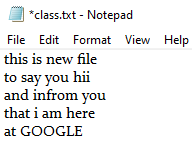 *class.txt - Notepad
File Edit Format View Help
this is new file
to say you hii
and infrom you
that i am here
at GOOGLE